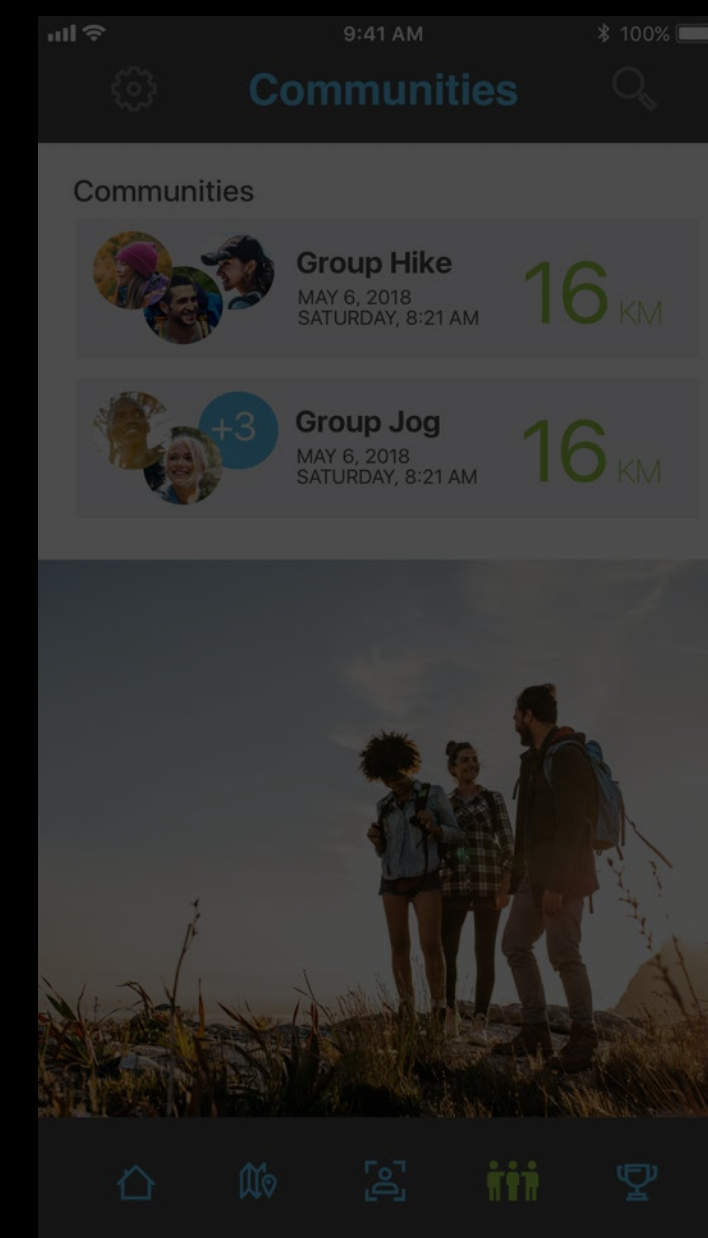 9:41 AM
100%
Communities
Communities
Group Hike
MAY 6, 2018
SATURDAY, 8:21 AM
16 KM
+3
Group Jog
MAY 6, 2018
SATURDAY, 8:21 AM
16 KM